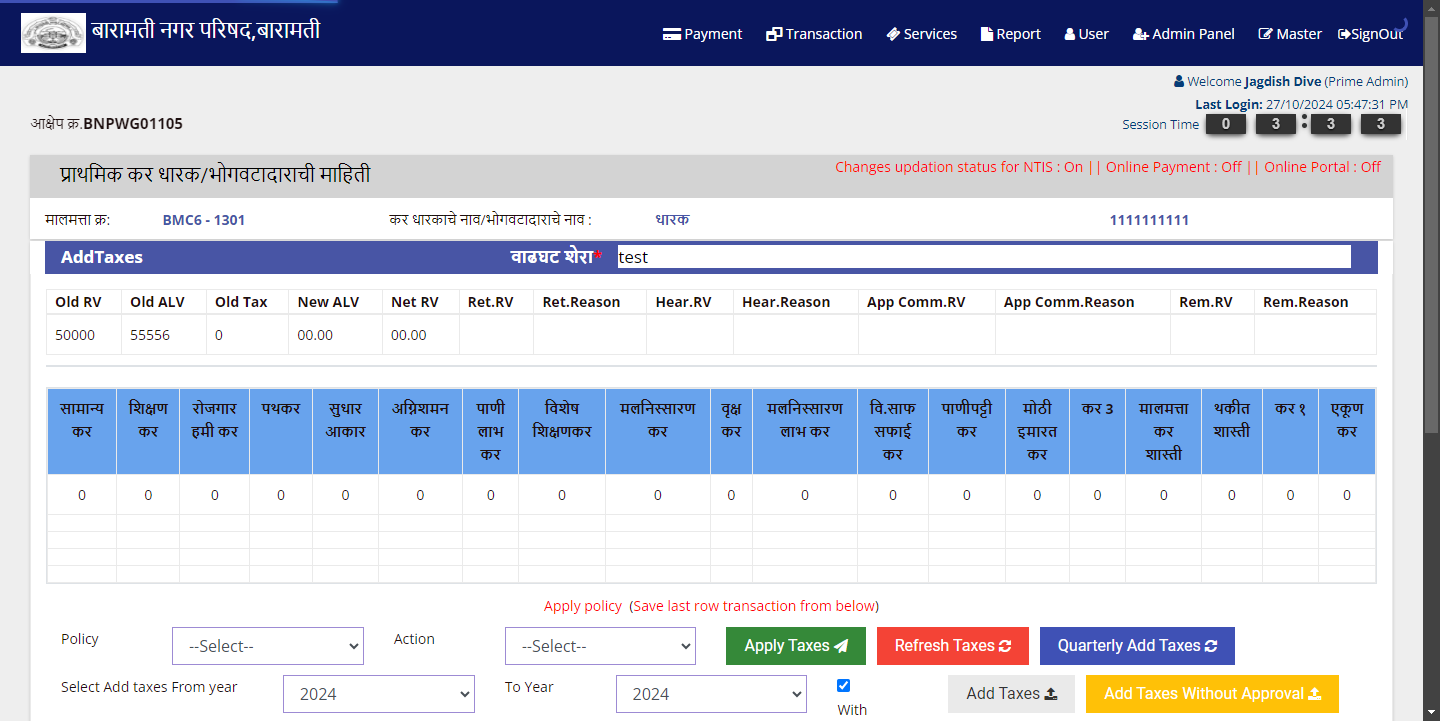 बारामती नगर परिषद,बारामती
Payment Transaction Services Report User Admin Panel Master SignOut
Welcome Jagdish Dive (Prime Admin)
Last Login: 27/10/2024 05:47:31 PM
आक्षेप क्र.BNPWG01105
Session Time 0 3 : 3 3
प्राथमिक कर धारक/भोगवटादाराची माहिती
Changes updation status for NTIS : On || Online Payment : Off || Online Portal : Off
मालमत्ता क्र: BMC6 - 1301 कर धारकाचे नाव/भोगवटादाराचे नाव : धारक 1111111111
AddTaxes वाढघट शेरा* test
Old RV Old ALV Old Tax New ALV Net RV Ret.RV Ret.Reason Hear.RV Hear.Reason App Comm.RV App Comm.Reason Rem.RV Rem.Reason
50000 55556 0 00.00 00.00
सामान्य शिक्षण रोजगार पथकर सुधार अग्निशमन पाणी विशेष मलनिस्सारण वृक्ष मलनिस्सारण वि.साफ पाणीपट्टी मोठी कर 3 मालमत्ता थकीत कर १ एकूण
कर कर हमी कर आकार कर लाभ शिक्षणकर कर कर लाभ कर सफाई कर इमारत कर शास्ती कर
कर कर कर शास्ती
0 0 0 0 0 0 0 0 0 0 0 0 0 0 0 0 0 0 0
Apply policy (Save last row transaction from below)
Policy --Select-- Action --Select-- Apply Taxes Refresh Taxes Quarterly Add Taxes
Select Add taxes From year 2024 To Year 2024 Add Taxes Add Taxes Without Approval
With